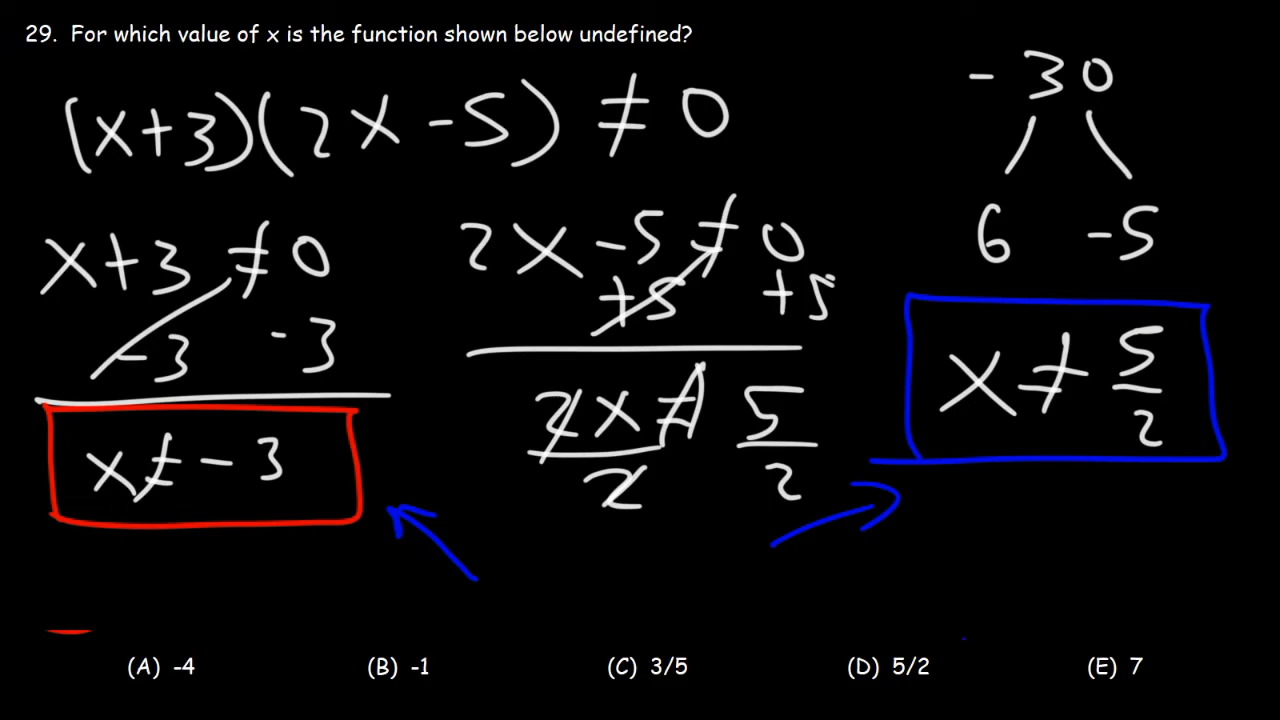 29. For which value of x is the function shown below undefined?
(x+3)(2x-5) ≠ 0
-30
6 -5
x+3 ≠ 0
-3 -3
x ≠ -3
2x-5 ≠ 0
+5 +5
2x ≠ 5
2 2
x ≠ 5/2
(A) -4 (B) -1 (C) 3/5 (D) 5/2 (E) 7